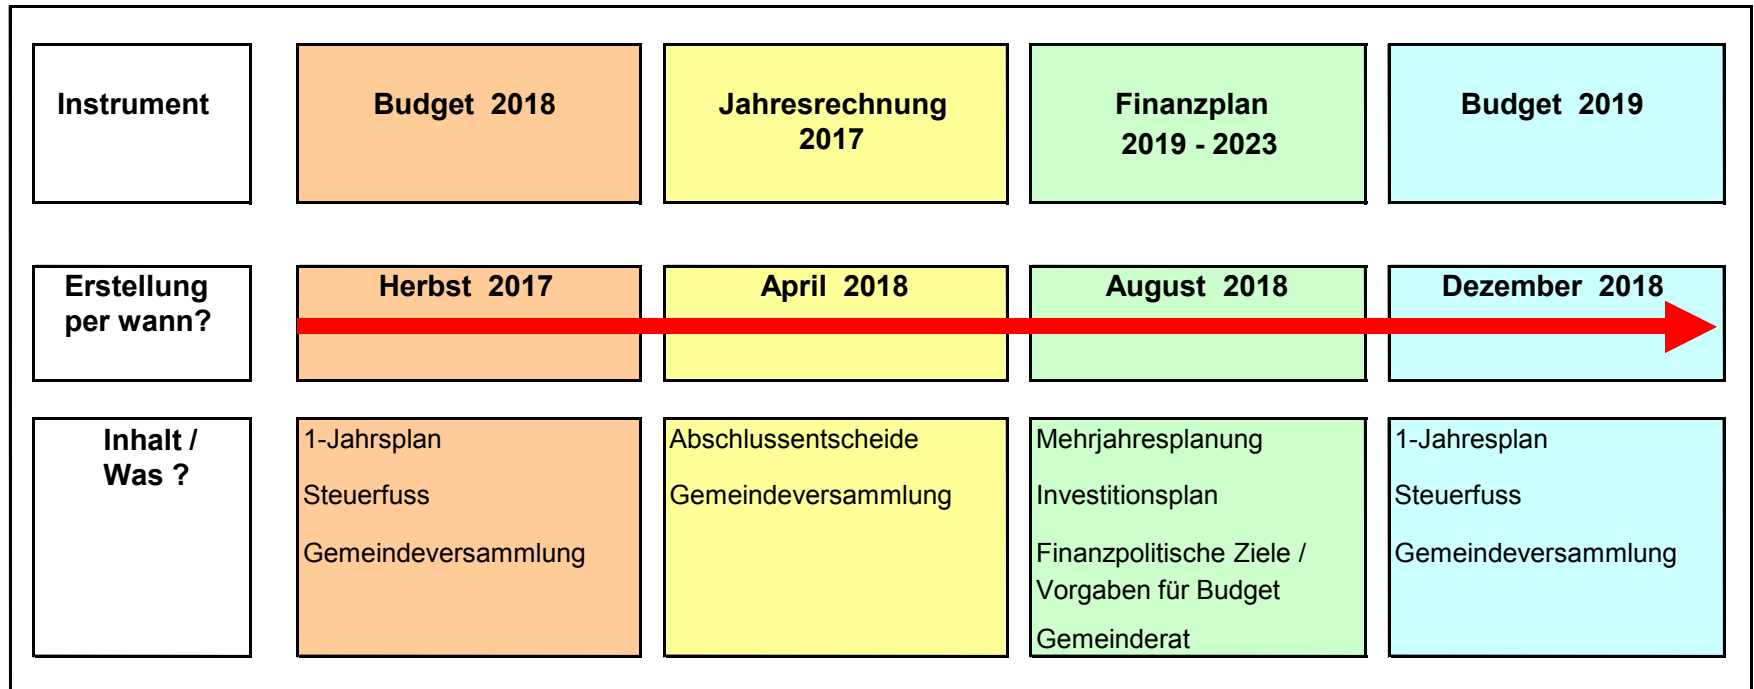 Instrument
Budget 2018
Jahresrechnung
2017
Finanzplan
2019 - 2023
Budget 2019
Erstellung
per wann?
Herbst 2017
April 2018
August 2018
Dezember 2018
Inhalt /
Was ?
1-Jahrsplan
Steuerfuss
Gemeindeversammlung
Abschlussentscheide
Gemeindeversammlung
Mehrjahresplanung
Investitionsplan
Finanzpolitische Ziele /
Vorgaben für Budget
Gemeinderat
1-Jahresplan
Steuerfuss
Gemeindeversammlung